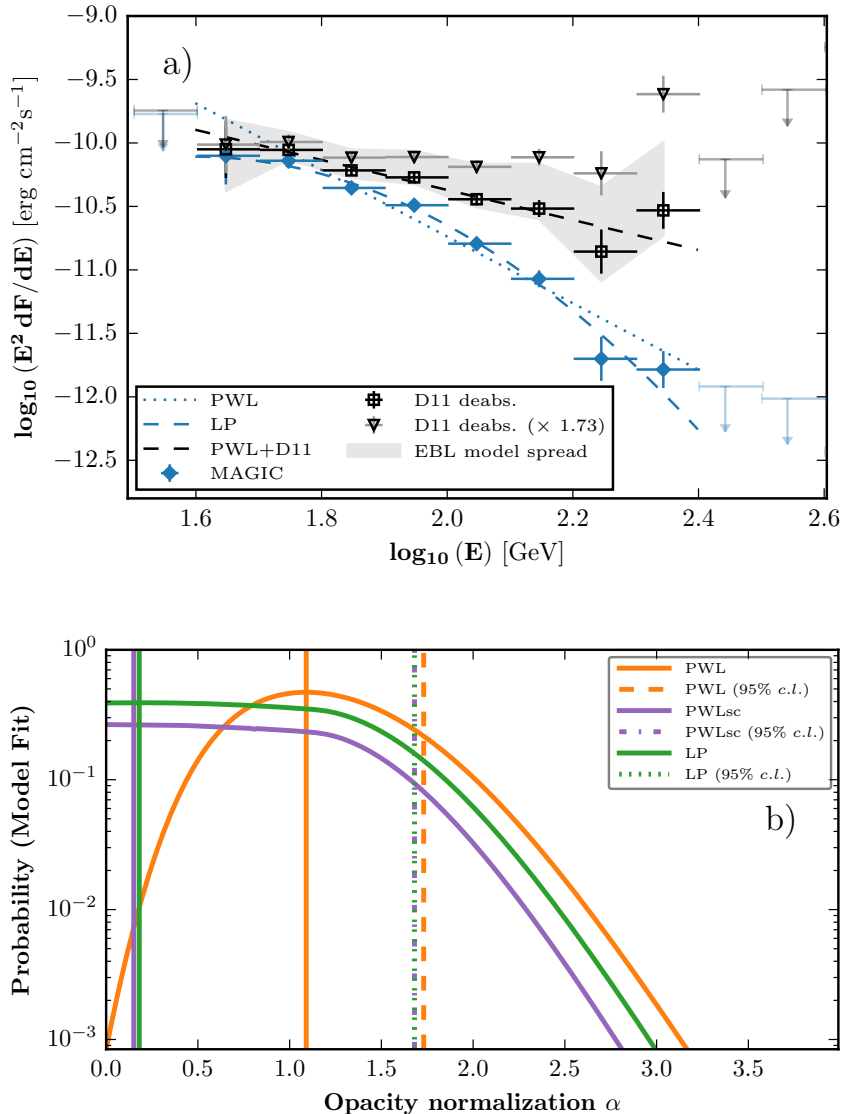 a)
log₁₀ (E² dF/dE) [erg cm⁻²s⁻¹]
−9.0
−9.5
−10.0
−10.5
−11.0
−11.5
−12.0
−12.5
PWL
LP
PWL+D11
MAGIC
D11 deabs.
D11 deabs. (× 1.73)
EBL model spread
1.6 1.8 2.0 2.2 2.4 2.6
log₁₀ (E) [GeV]
b)
Probability (Model Fit)
10⁰
10⁻¹
10⁻²
10⁻³
PWL
PWL (95% c.l.)
PWLsc
PWLsc (95% c.l.)
LP
LP (95% c.l.)
0.0 0.5 1.0 1.5 2.0 2.5 3.0 3.5
Opacity normalization α